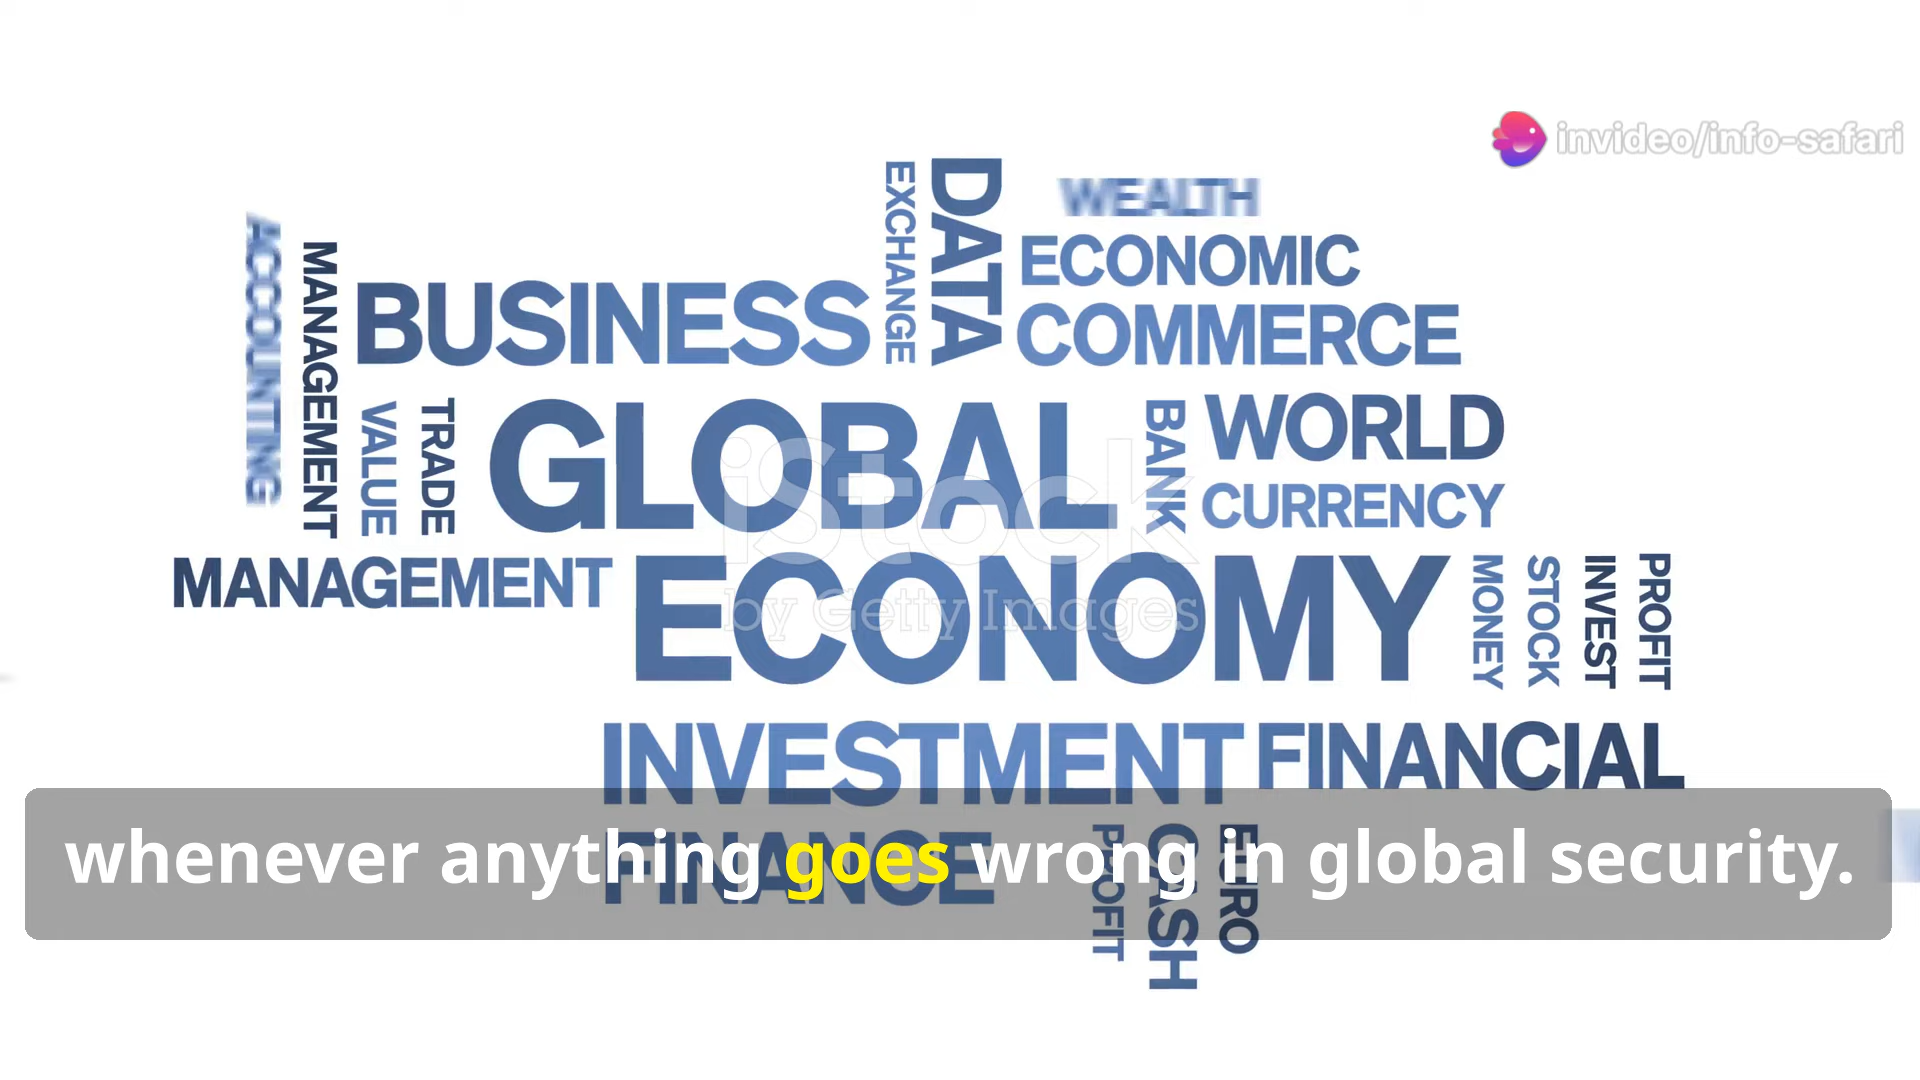 invideo/info-safari
WEALTH
EXCHANGE
DATA
ECONOMIC
COMMERCE
ACCOUNTING
MANAGEMENT
BUSINESS
VALUE
TRADE
GLOBAL
BANK
WORLD
CURRENCY
iStock
by Getty Images
MANAGEMENT
ECONOMY
MONEY
STOCK
INVEST
PROFIT
INVESTMENT
FINANCIAL
FINANCE
PROFIT
CASH
EURO
whenever anything goes wrong in global security.